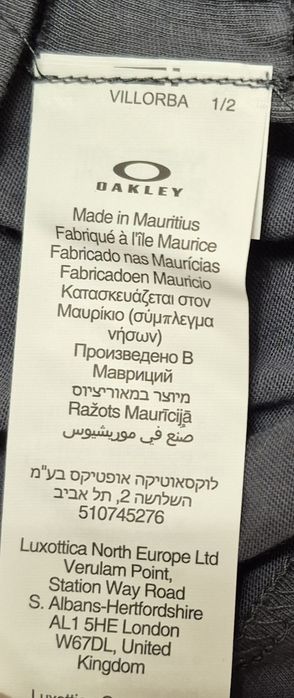 VILLORBA 1/2
OAKLEY
Made in Mauritius
Fabriqué à l'île Maurice
Fabricado nas Maurícias
Fabricadoen Mauricio
Κατασκευάζεται στον
Μαυρίκιο (σύμπλεγμα
νήσων)
Произведено В
Маврициӣ
מיוצר במאוריציוס
Ražots Maurīcijā
صنع في موريشيوس
לוקסאוטיקה אופטיקס בע"מ
השלושה 2, תל אביב
510745276
Luxottica North Europe Ltd
Verulam Point,
Station Way Road
S. Albans-Hertfordshire
AL1 5HE London
W67DL, United
Kingdom